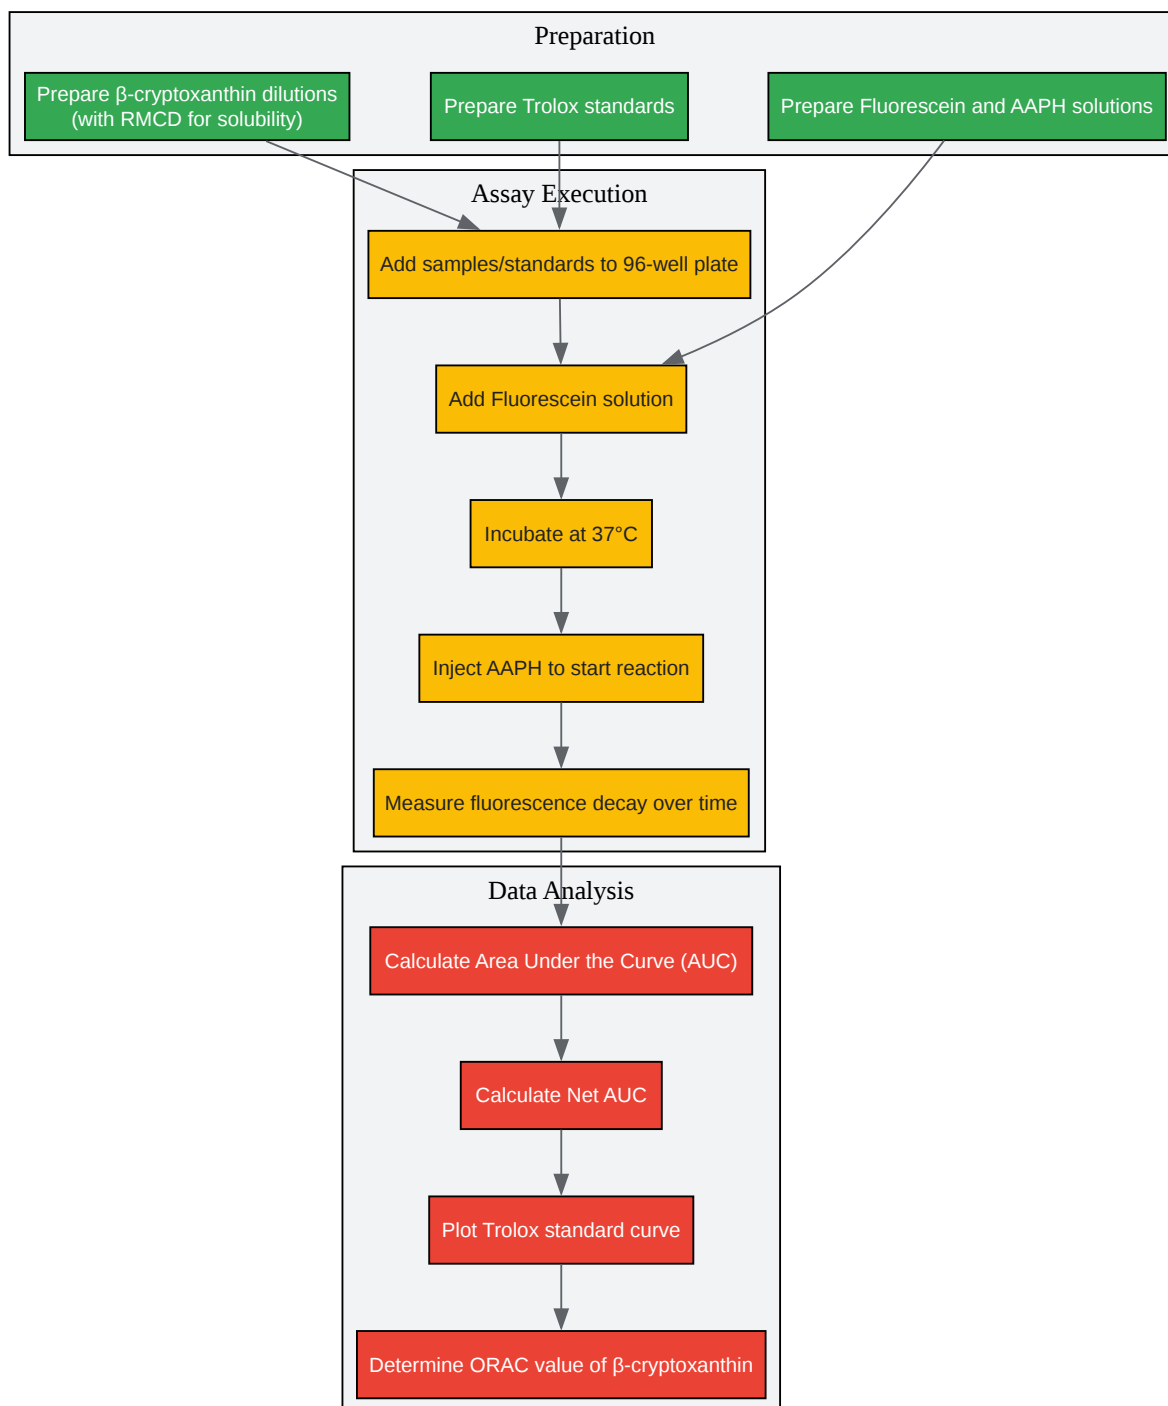 Preparation
Prepare β-cryptoxanthin dilutions
(with RMCD for solubility)
Prepare Trolox standards
Prepare Fluorescein and AAPH solutions
Assay Execution
Add samples/standards to 96-well plate
Add Fluorescein solution
Incubate at 37°C
Inject AAPH to start reaction
Measure fluorescence decay over time
Data Analysis
Calculate Area Under the Curve (AUC)
Calculate Net AUC
Plot Trolox standard curve
Determine ORAC value of β-cryptoxanthin